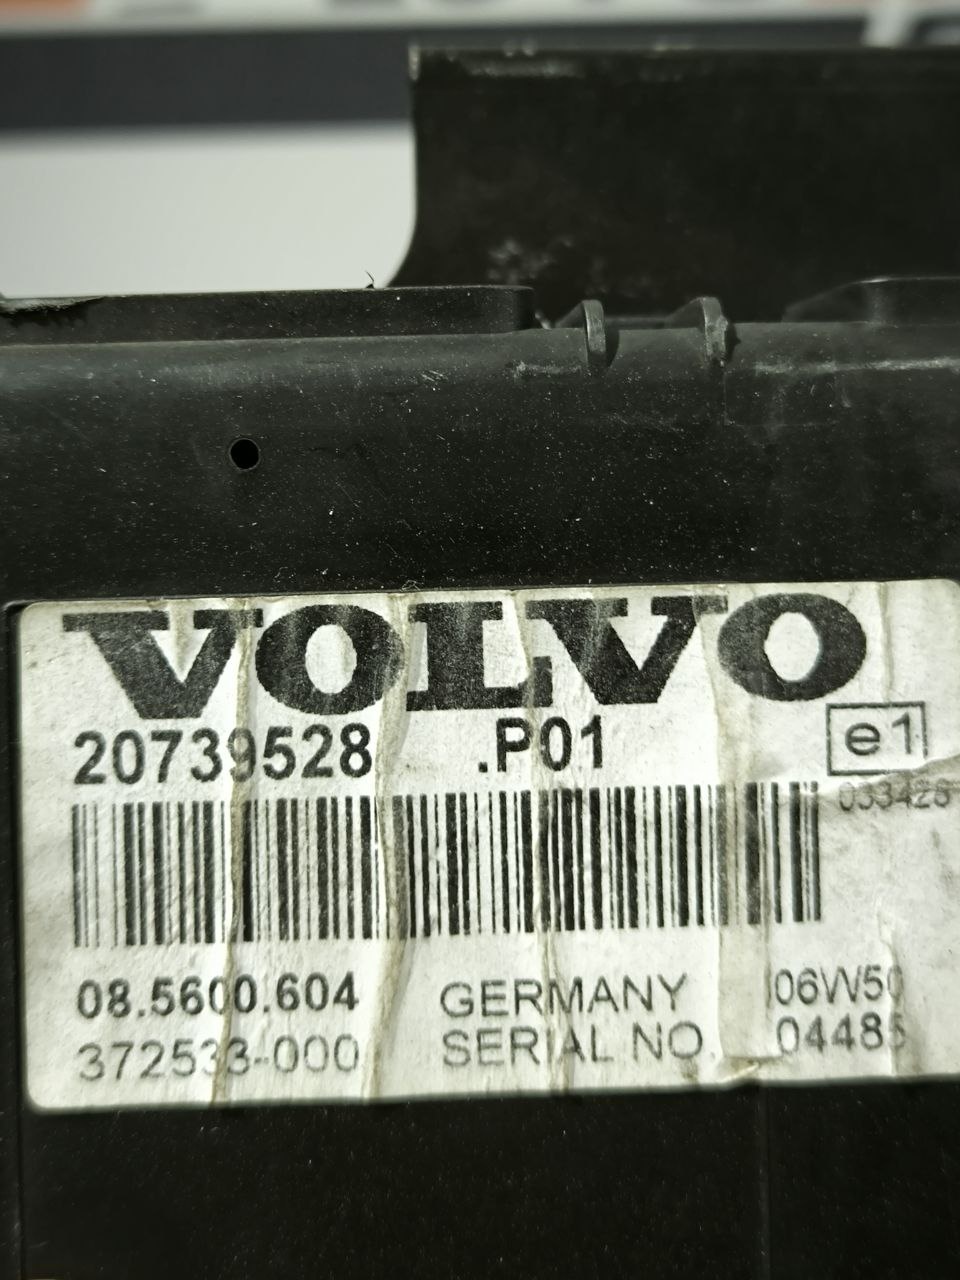 VOLVO
20739528 .P01 e1
033428
08.5600.604 GERMANY 06W50
372533-000 SERIAL NO. 04485